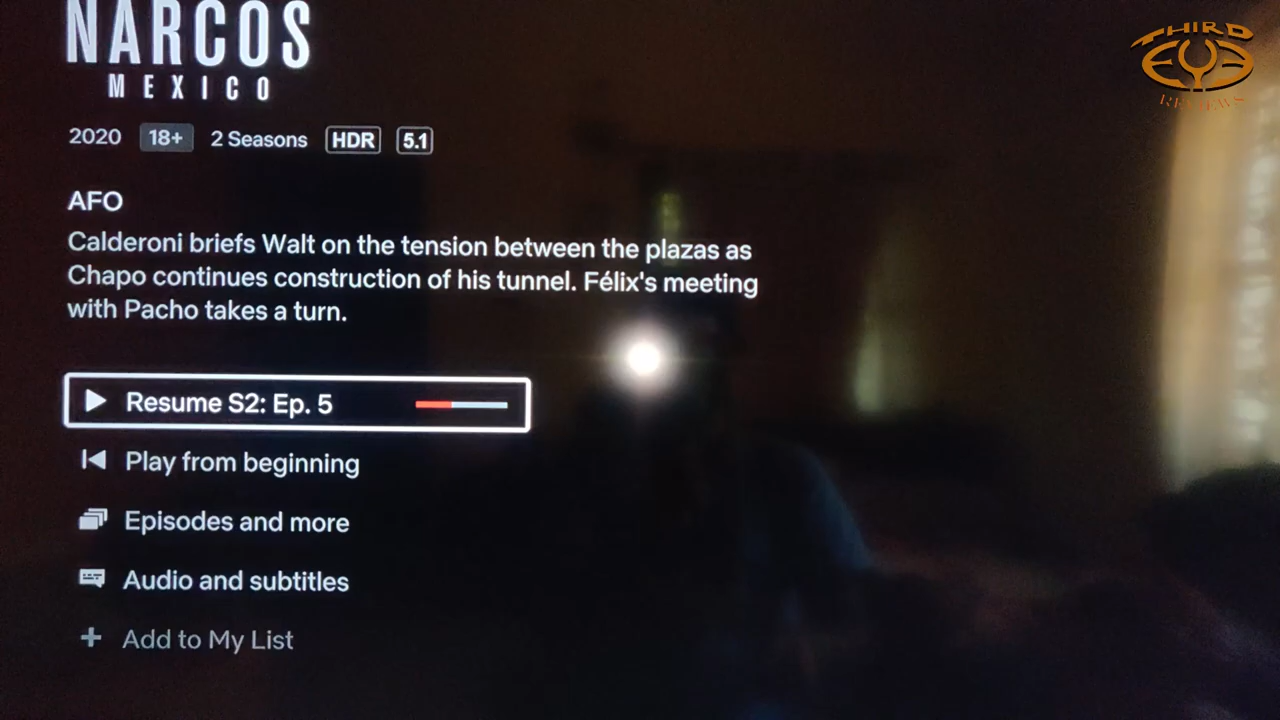 NARCOS
MEXICO
2020 18+ 2 Seasons HDR 5.1
AFO
Calderoni briefs Walt on the tension between the plazas as
Chapo continues construction of his tunnel. Félix's meeting
with Pacho takes a turn.
Resume S2: Ep. 5
Play from beginning
Episodes and more
Audio and subtitles
Add to My List
THIRD
EYE
REVIEWS